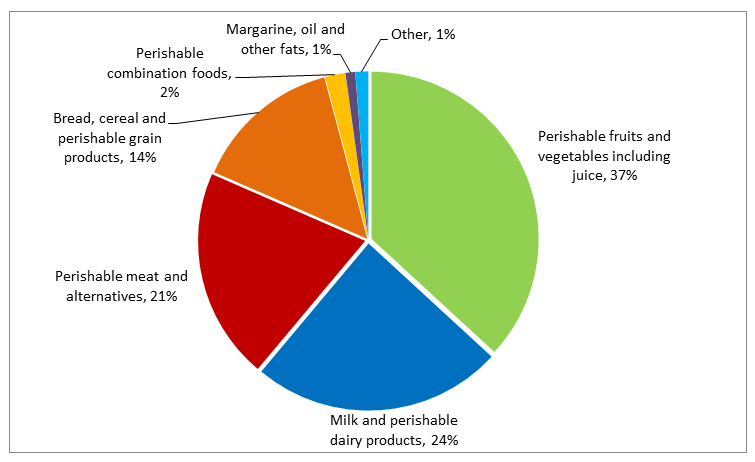 Margarine, oil and
other fats, 1%
Other, 1%
Perishable
combination foods,
2%
Bread, cereal and
perishable grain
products, 14%
Perishable fruits and
vegetables including
juice, 37%
Perishable meat and
alternatives, 21%
Milk and perishable
dairy products, 24%